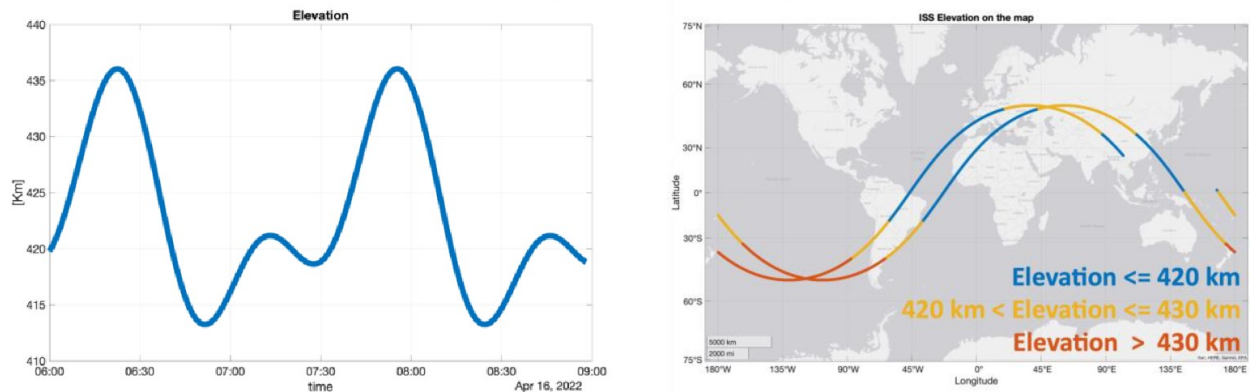 Elevation
440
435
430
425
420
415
410
[Km]
06:00
06:30
07:00
07:30
08:00
08:30
09:00
time
Apr 16, 2022
ISS Elevation on the map
75°N
60°N
30°N
0°
30°S
60°S
75°S
Latitude
Elevation <= 420 km
420 km < Elevation <= 430 km
Elevation > 430 km
5000 km
2000 mi
180°W
135°W
90°W
45°W
0°
45°E
90°E
135°E
180°E
Longitude